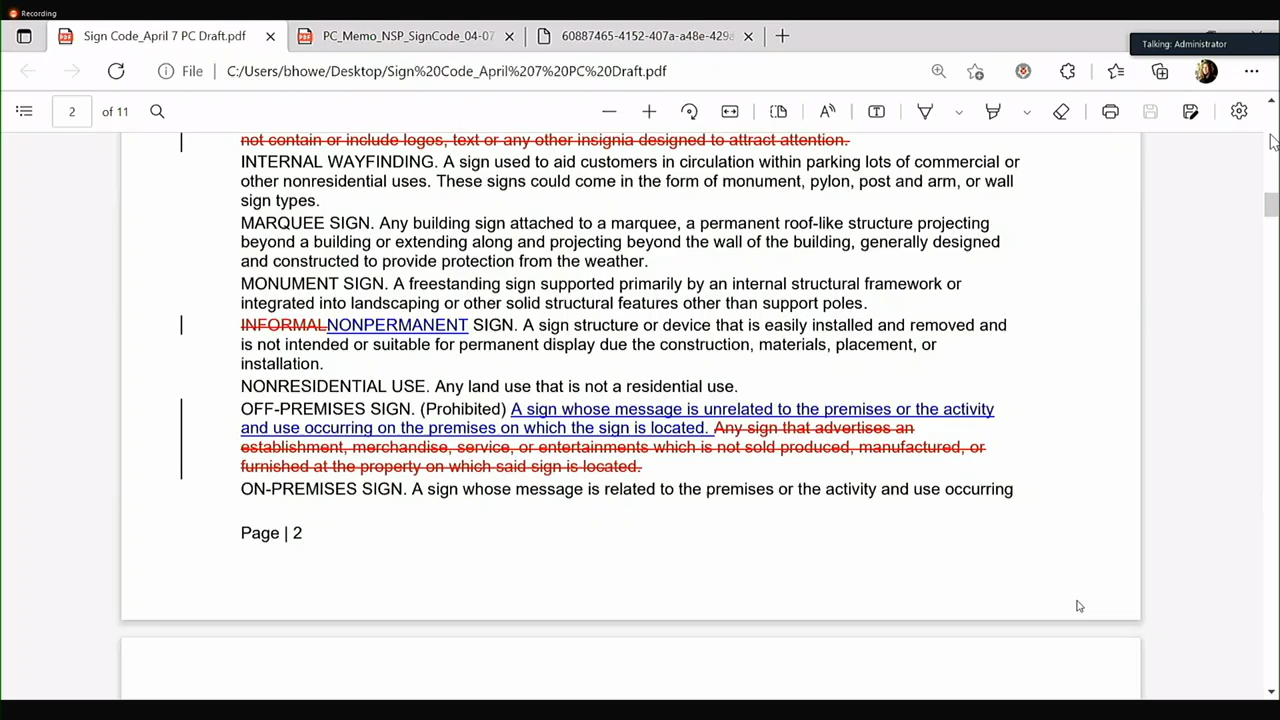 Recording
Sign Code_April 7 PC Draft.pdf
PC_Memo_NSP_SignCode_04-07
60887465-4152-407a-a48e-429a
Talking: Administrator
File
C:/Users/bhowe/Desktop/Sign%20Code_April%207%20PC%20Draft.pdf
2 of 11
not contain or include logos, text or any other insignia designed to attract attention.
INTERNAL WAYFINDING. A sign used to aid customers in circulation within parking lots of commercial or
other nonresidential uses. These signs could come in the form of monument, pylon, post and arm, or wall
sign types.
MARQUEE SIGN. Any building sign attached to a marquee, a permanent roof-like structure projecting
beyond a building or extending along and projecting beyond the wall of the building, generally designed
and constructed to provide protection from the weather.
MONUMENT SIGN. A freestanding sign supported primarily by an internal structural framework or
integrated into landscaping or other solid structural features other than support poles.
INFORMALNONPERMANENT SIGN. A sign structure or device that is easily installed and removed and
is not intended or suitable for permanent display due the construction, materials, placement, or
installation.
NONRESIDENTIAL USE. Any land use that is not a residential use.
OFF-PREMISES SIGN. (Prohibited) A sign whose message is unrelated to the premises or the activity
and use occurring on the premises on which the sign is located. Any sign that advertises an
establishment, merchandise, service, or entertainments which is not sold produced, manufactured, or
furnished at the property on which said sign is located.
ON-PREMISES SIGN. A sign whose message is related to the premises or the activity and use occurring
Page | 2